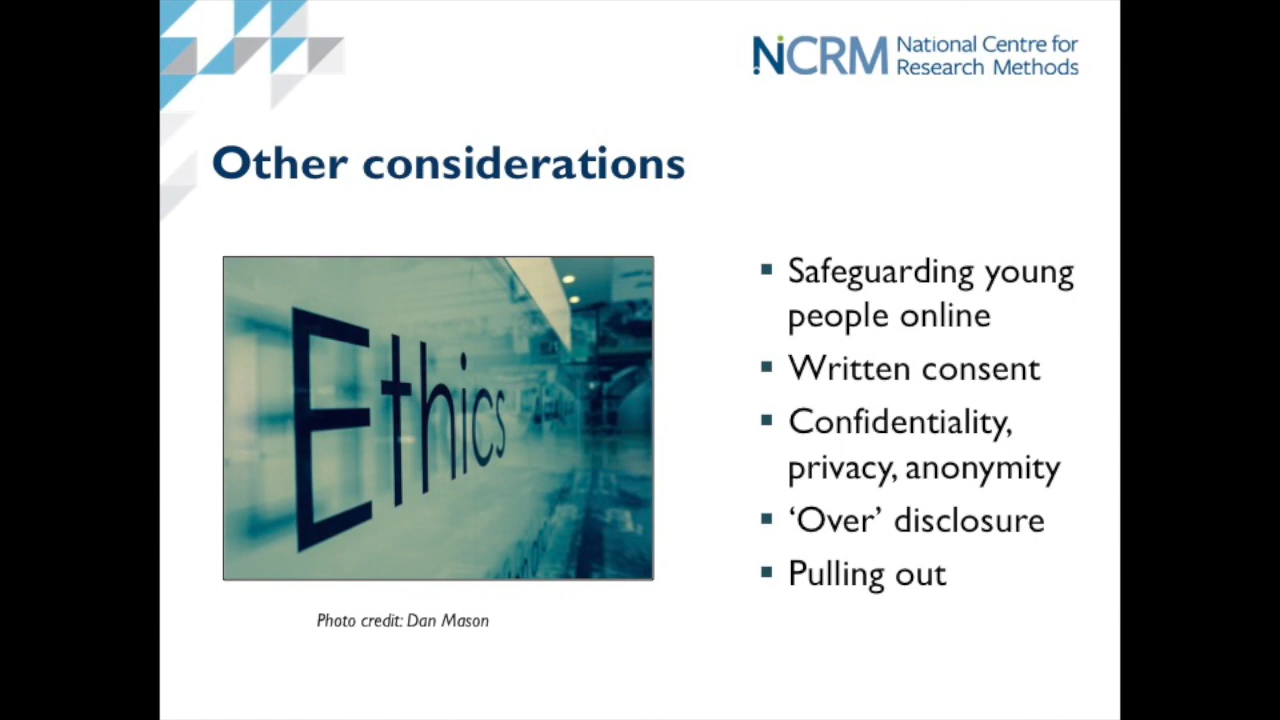 NCRM National Centre for
Research Methods
Other considerations
Ethics
Photo credit: Dan Mason
▪ Safeguarding young
people online
▪ Written consent
▪ Confidentiality,
privacy, anonymity
▪ ‘Over’ disclosure
▪ Pulling out